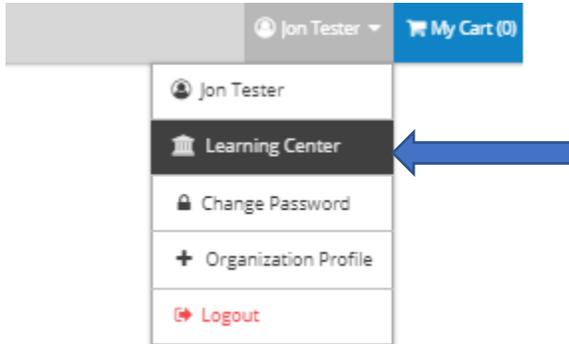 Jon Tester My Cart (0)
Jon Tester
Learning Center
Change Password
Organization Profile
Logout